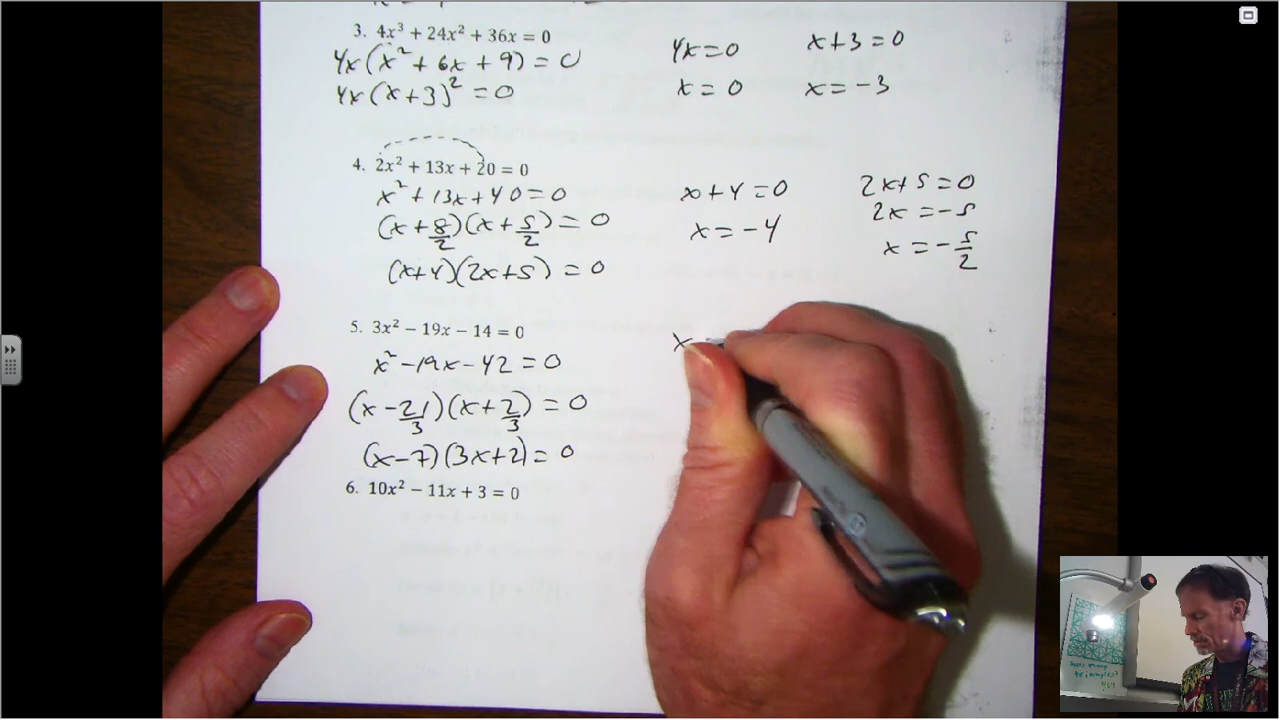 3. 4x³ + 24x² + 36x = 0
4x(x² + 6x + 9) = 0
4x(x+3)² = 0
4x = 0
x = 0
x+3 = 0
x = -3
4. 2x² + 13x + 20 = 0
x² + 13x + 40 = 0
(x + 8/2)(x + 5/2) = 0
(x+4)(2x+5) = 0
x+4 = 0
x = -4
2x+5 = 0
2x = -5
x = -5/2
5. 3x² − 19x − 14 = 0
x² - 19x - 42 = 0
(x - 21/3)(x + 2/3) = 0
(x-7)(3x+2) = 0
x -
6. 10x² − 11x + 3 = 0
how many
triangles?